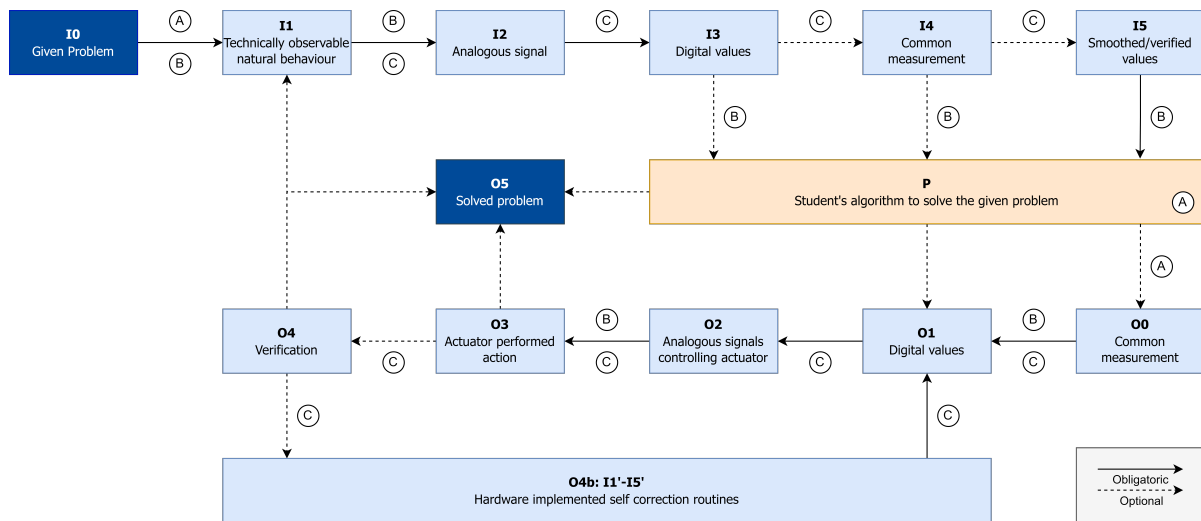 I0
Given Problem
A
B
I1
Technically observable
natural behaviour
B
C
I2
Analogous signal
C
I3
Digital values
C
I4
Common
measurement
C
I5
Smoothed/verified
values
B
B
B
O5
Solved problem
P
Student's algorithm to solve the given problem
A
A
O4
Verification
C
O3
Actuator performed
action
B
C
O2
Analogous signals
controlling actuator
C
O1
Digital values
B
C
O0
Common
measurement
C
C
O4b: I1'-I5'
Hardware implemented self correction routines
Obligatoric
Optional